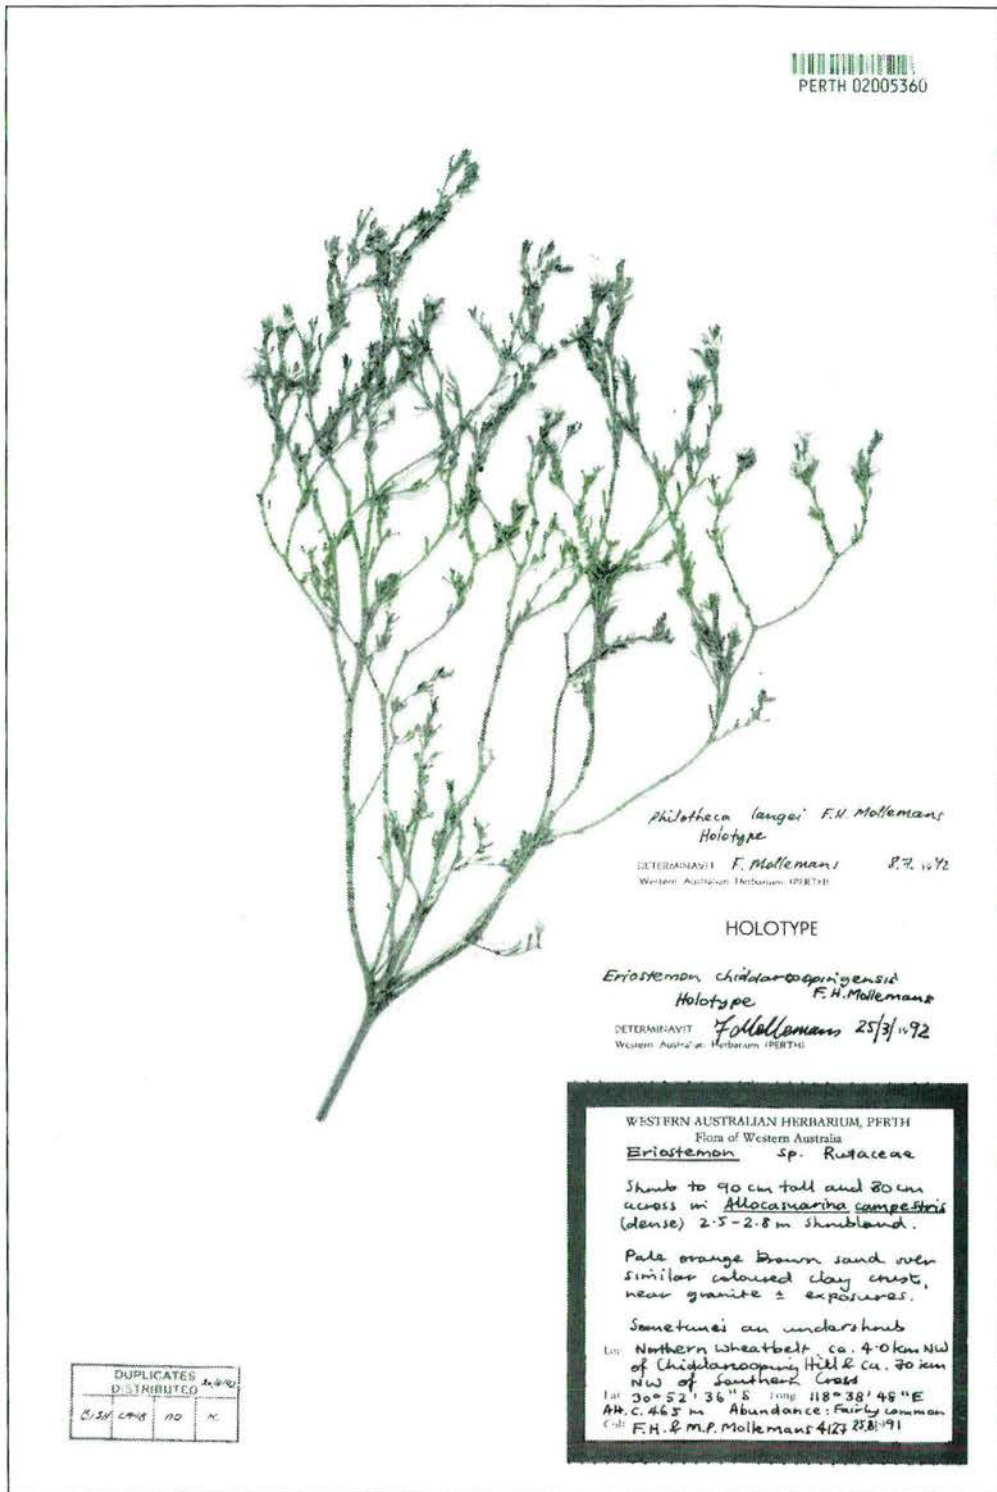 PERTH 02005360
Philotheca langei F.H. Mollemans
Holotype
DETERMINAVIT F. Mollemans 8.7.1992
Western Australian Herbarium (PERTH)
HOLOTYPE
Eriostemon chiddarcoopingensis
F.H. Mollemans
Holotype
DETERMINAVIT F Mollemans 25/3/1992
Western Australian Herbarium (PERTH)
WESTERN AUSTRALIAN HERBARIUM, PERTH
Flora of Western Australia
Eriostemon sp. Rutaceae
Shrub to 90 cm tall and 80 cm
across in Allocasuarina campestris
(dense) 2.5-2.8 m shrubland.
Pale orange brown sand over
similar coloured clay crust,
near granite ± exposures.
Sometimes an undershrub
Loc: Northern Wheatbelt, ca. 4.0 km NW
of Chiddarcooping Hill & ca. 70 km
NW of Southern Cross
Lat 30°52'36"S Long 118°38'48"E
Alt. C. 465 m Abundance: Fairly common
Coll: F.H. & M.P. Mollemans 4127 25.8.1991
DUPLICATES
DISTRIBUTED
K.